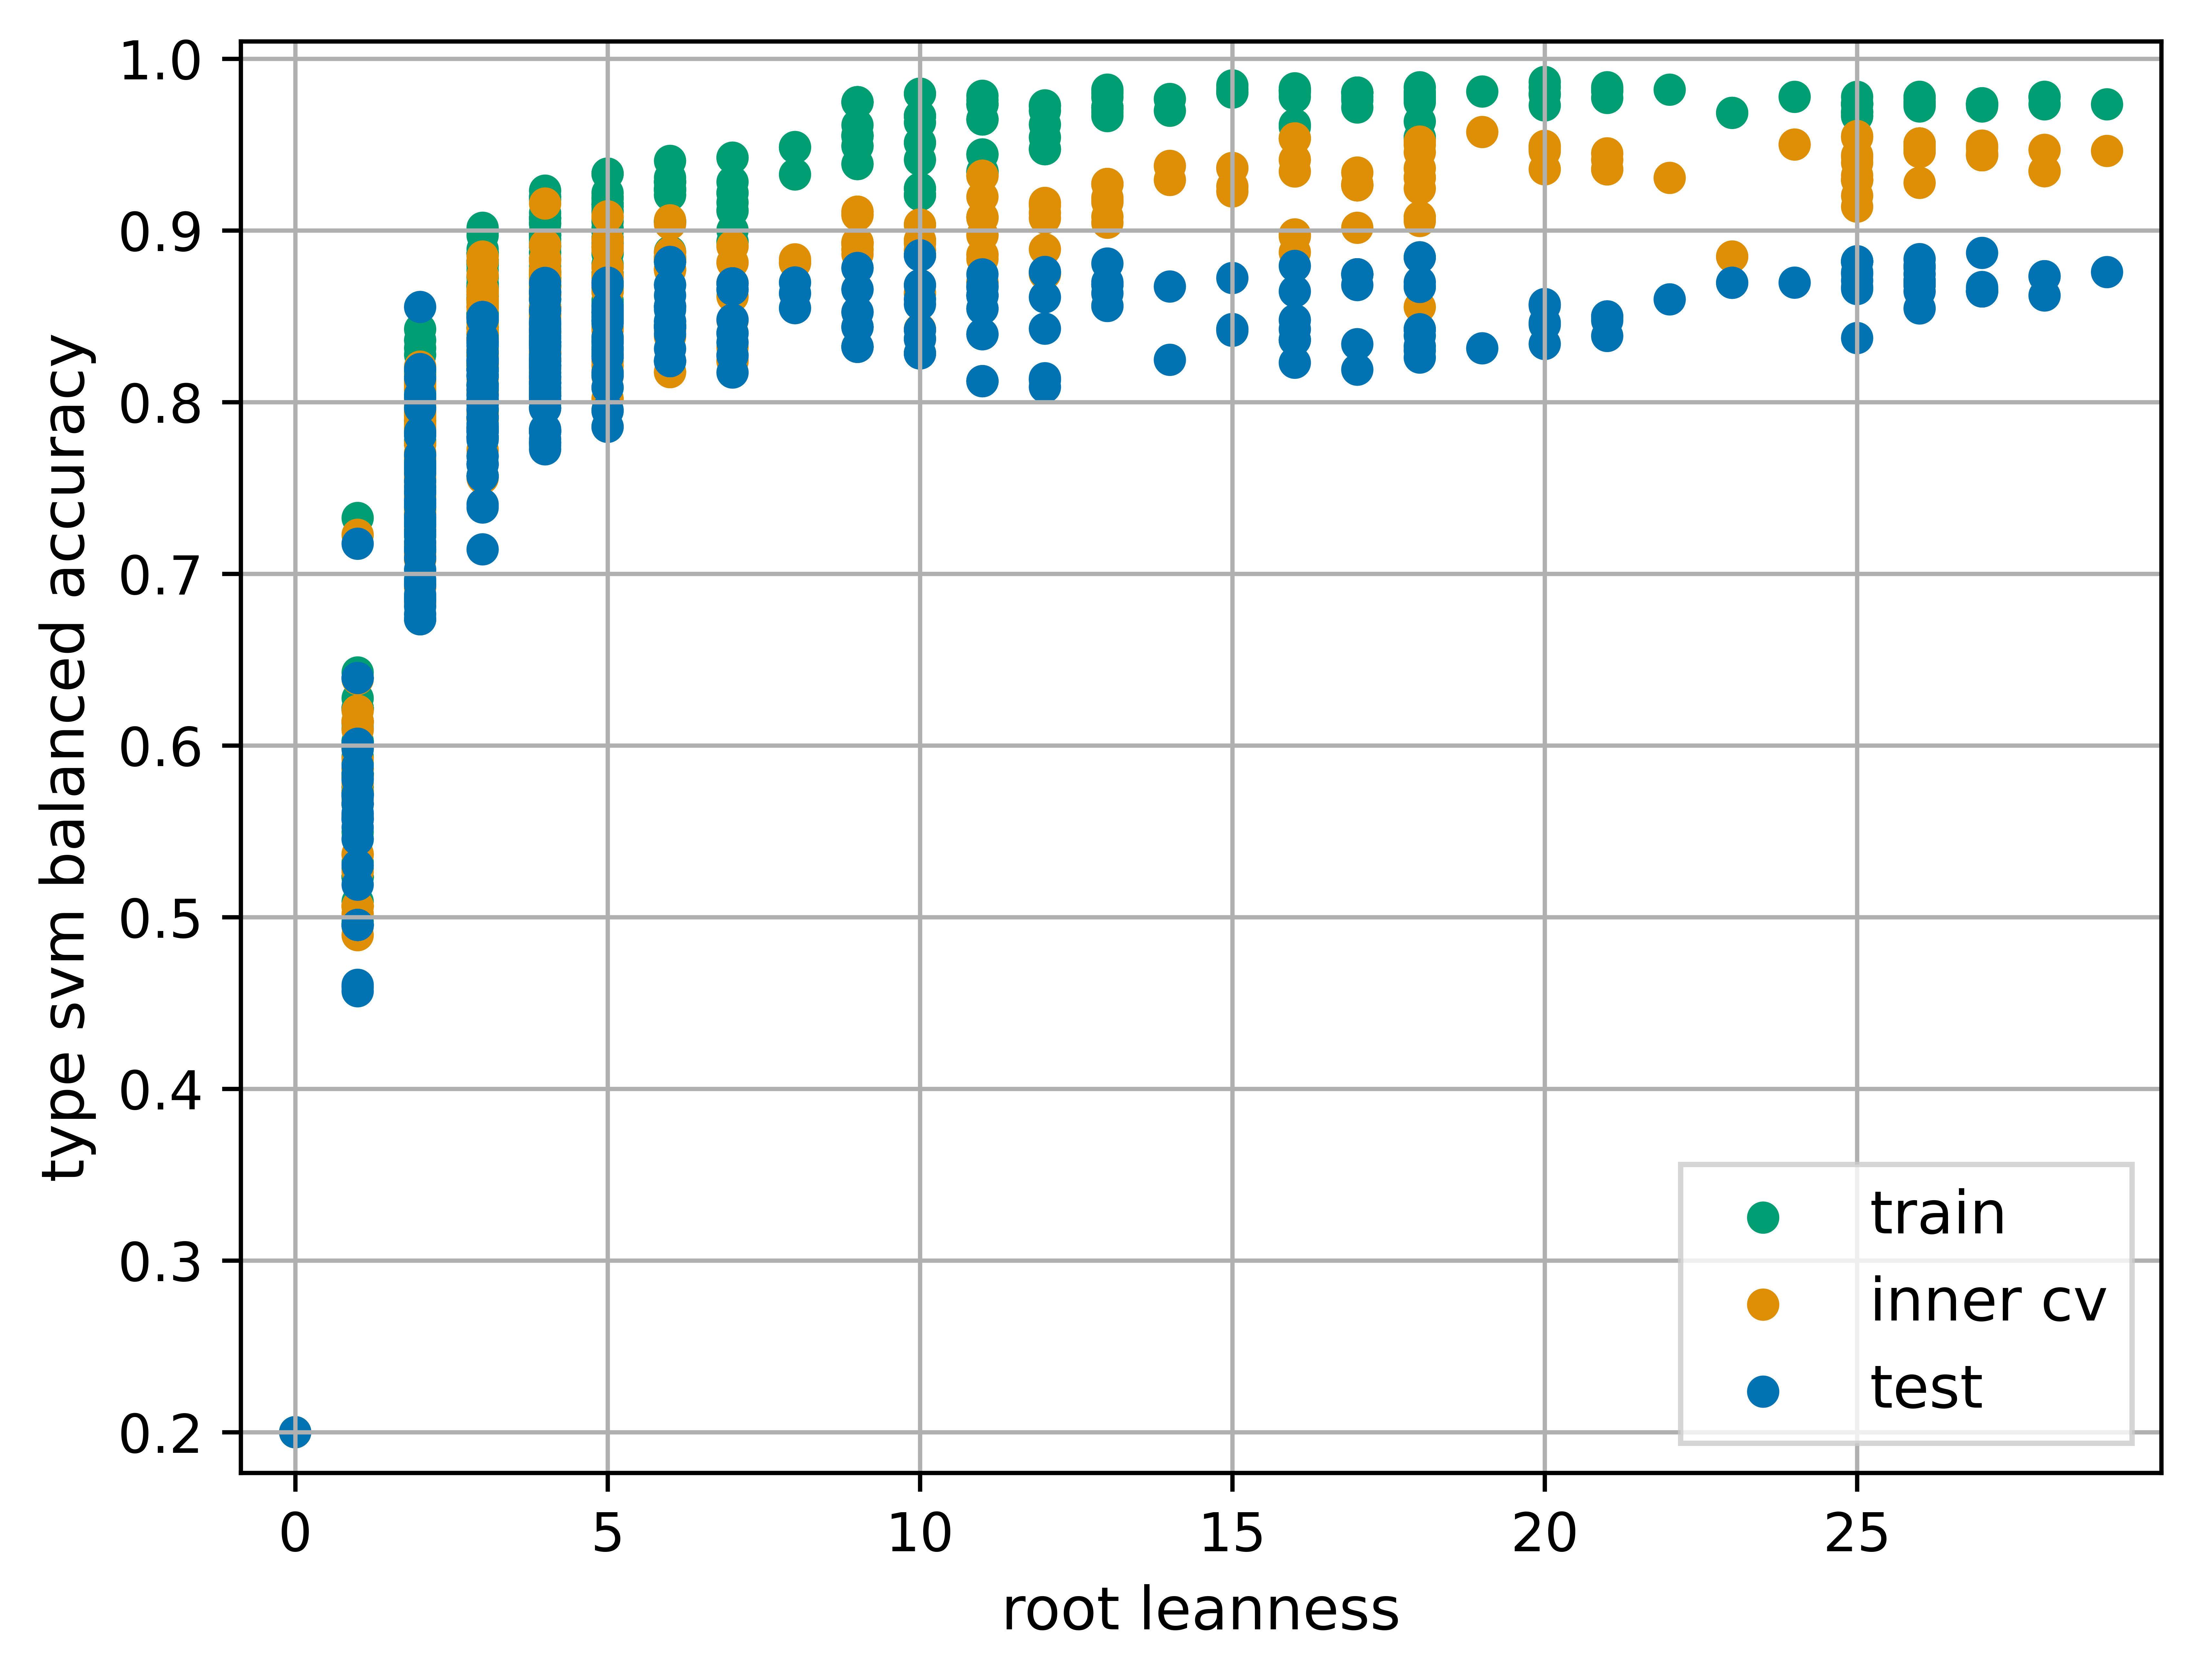 1.0
0.9
0.8
0.7
0.6
0.5
0.4
0.3
0.2
type svm balanced accuracy
train
inner cv
test
0 5 10 15 20 25
root leanness